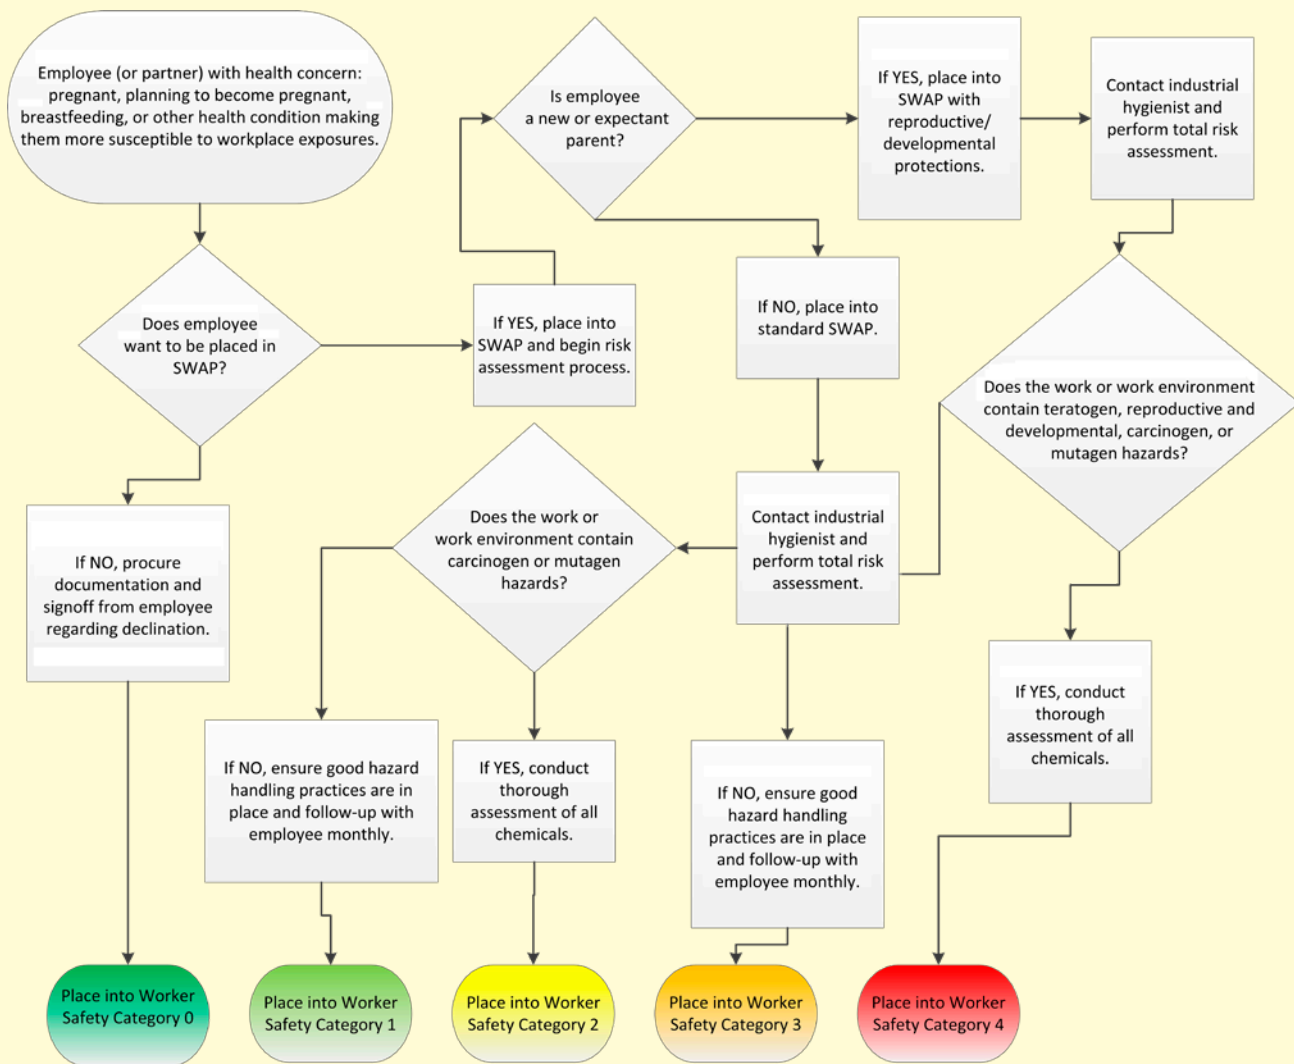 Employee (or partner) with health concern:
pregnant, planning to become pregnant,
breastfeeding, or other health condition making
them more susceptible to workplace exposures.
Is employee
a new or expectant
parent?
If YES, place into
SWAP with
reproductive/
developmental
protections.
Contact industrial
hygienist and
perform total risk
assessment.
Does employee
want to be placed in
SWAP?
If YES, place into
SWAP and begin risk
assessment process.
If NO, place into
standard SWAP.
Does the work or work environment
contain teratogen, reproductive and
developmental, carcinogen, or
mutagen hazards?
If NO, procure
documentation and
signoff from employee
regarding declination.
Does the work or
work environment contain
carcinogen or mutagen
hazards?
Contact industrial
hygienist and
perform total risk
assessment.
If NO, ensure good hazard
handling practices are in
place and follow-up with
employee monthly.
If YES, conduct
thorough
assessment of all
chemicals.
If NO, ensure good
hazard handling
practices are in place
and follow-up with
employee monthly.
If YES, conduct
thorough
assessment of all
chemicals.
Place into Worker
Safety Category 0
Place into Worker
Safety Category 1
Place into Worker
Safety Category 2
Place into Worker
Safety Category 3
Place into Worker
Safety Category 4